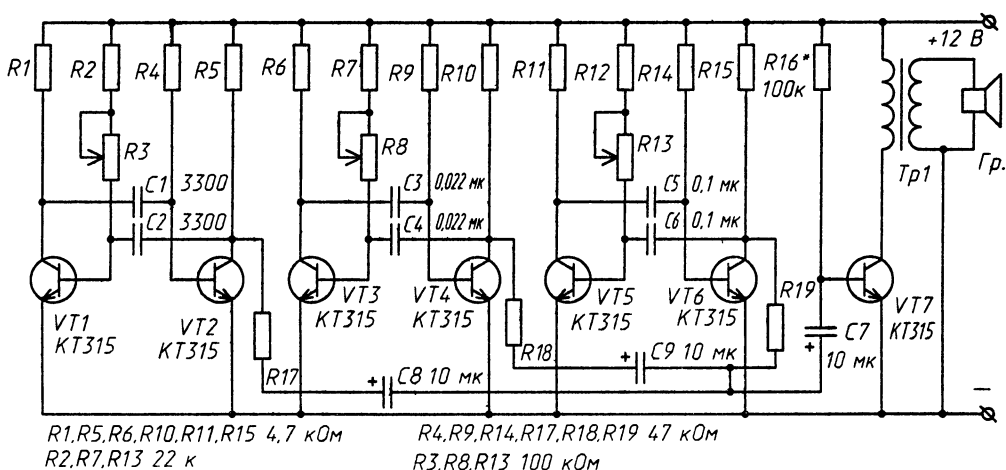 +12 В
R1
R2
R4
R5
R6
R7
R9
R10
R11
R12
R14
R15
R16*
100к
R3
R8
R13
Тр1
Гр.
C1 3300
C2 3300
C3 0,022 мк
C4 0,022 мк
C5 0,1 мк
C6 0,1 мк
VT1
КТ315
VT2
КТ315
VT3
КТ315
VT4
КТ315
VT5
КТ315
VT6
КТ315
VT7
КТ315
R17
R18
R19
+ C8 10 мк
+ C9 10 мк
+ C7
10 мк
–
R1,R5,R6,R10,R11,R15 4,7 кОм
R2,R7,R13 22 к
R4,R9,R14,R17,R18,R19 47 кОм
R3,R8,R13 100 кОм